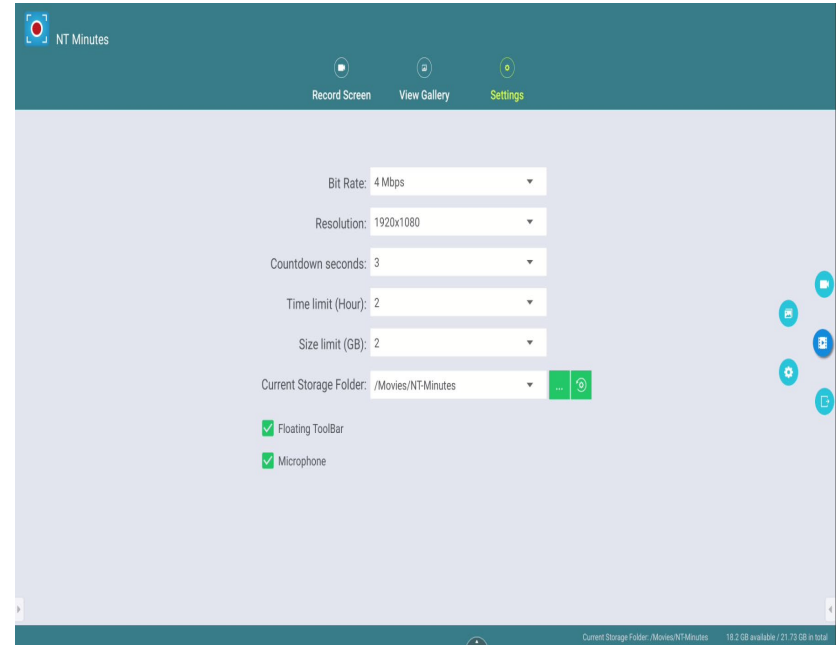 NT Minutes
Record Screen View Gallery Settings
Bit Rate: 4 Mbps
Resolution: 1920x1080
Countdown seconds: 3
Time limit (Hour): 2
Size limit (GB): 2
Current Storage Folder: /Movies/NT-Minutes ...
Floating ToolBar
Microphone
Current Storage Folder: /Movies/NT-Minutes 18.2 GB available / 21.73 GB in total